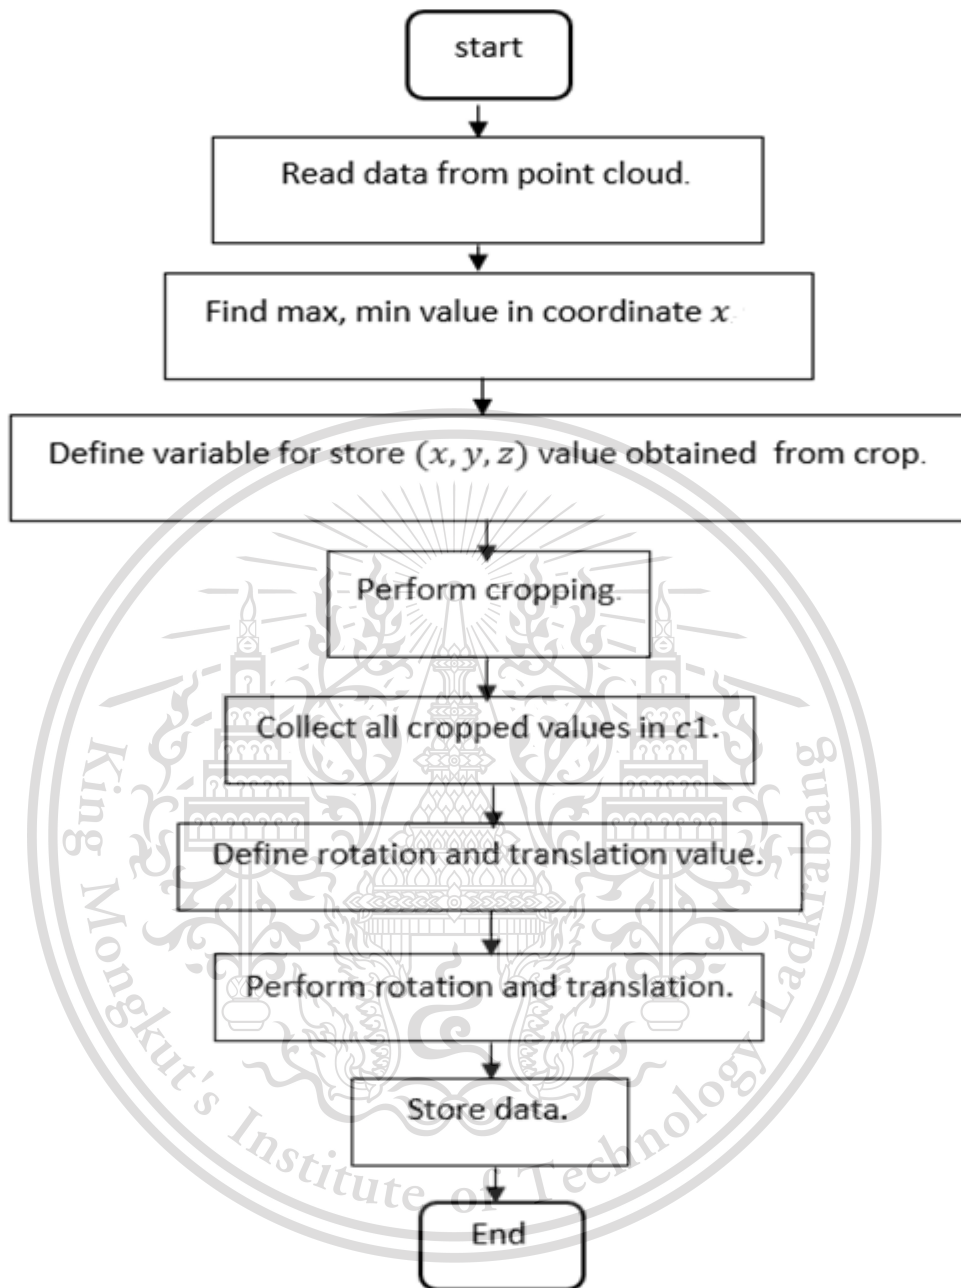 start
Read data from point cloud.
Find max, min value in coordinate x
Define variable for store (x, y, z) value obtained from crop.
Perform cropping.
Collect all cropped values in c1.
Define rotation and translation value.
Perform rotation and translation.
Store data.
End
King Mongkut's Institute of Technology Ladkrabang